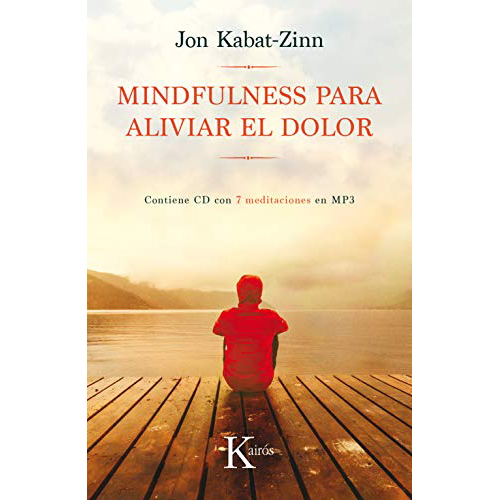 Jon Kabat-Zinn
MINDFULNESS PARA
ALIVIAR EL DOLOR
Contiene CD con 7 meditaciones en MP3
Kairós